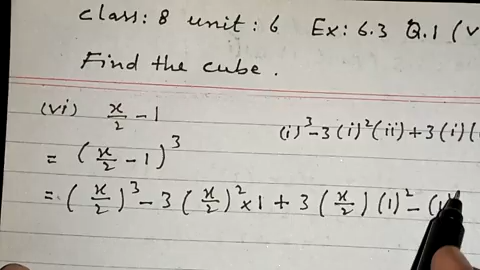 class: 8 unit: 6 Ex: 6.3 Q.1 (v
Find the cube.
(vi) x/2 - 1
(i)³-3(i)²(ii)+3(i)(
= (x/2 - 1)³
= (x/2)³ - 3(x/2)²×1 + 3(x/2)(1)² - (1)